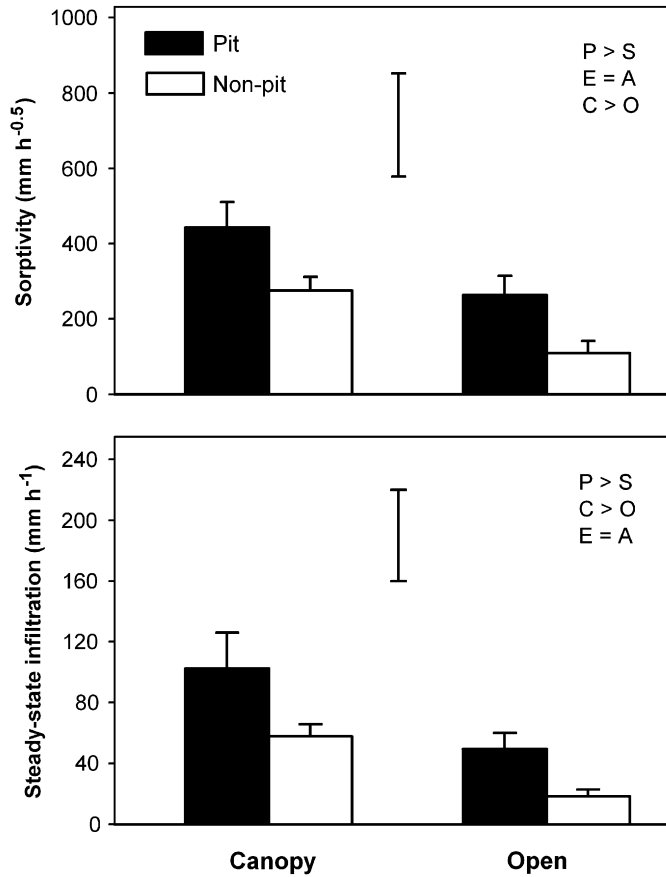 1000
800
600
400
200
0
Sorptivity (mm h-0.5)
Pit
Non-pit
P > S
E = A
C > O
240
200
160
120
80
40
0
Steady-state infiltration (mm h-1)
P > S
C > O
E = A
Canopy Open